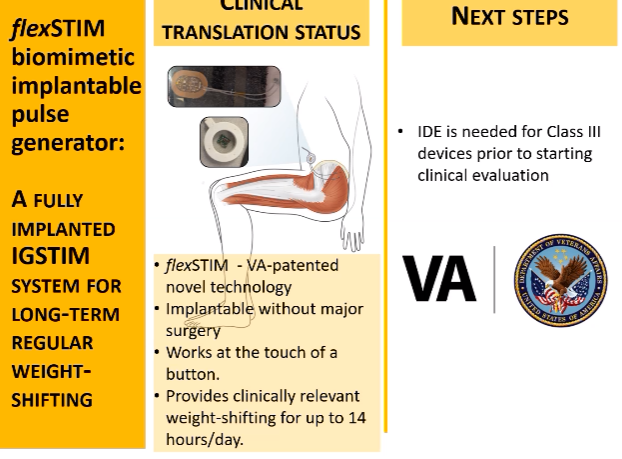 flexSTIM
biomimetic
implantable
pulse
generator:
A FULLY
IMPLANTED
IGSTIM
SYSTEM FOR
LONG-TERM
REGULAR
WEIGHT-
SHIFTING
CLINICAL
TRANSLATION STATUS
• flexSTIM - VA-patented
novel technology
• Implantable without major
surgery
• Works at the touch of a
button.
• Provides clinically relevant
weight-shifting for up to 14
hours/day.
NEXT STEPS
• IDE is needed for Class III
devices prior to starting
clinical evaluation
VA
DEPARTMENT OF VETERANS AFFAIRS
UNITED STATES OF AMERICA